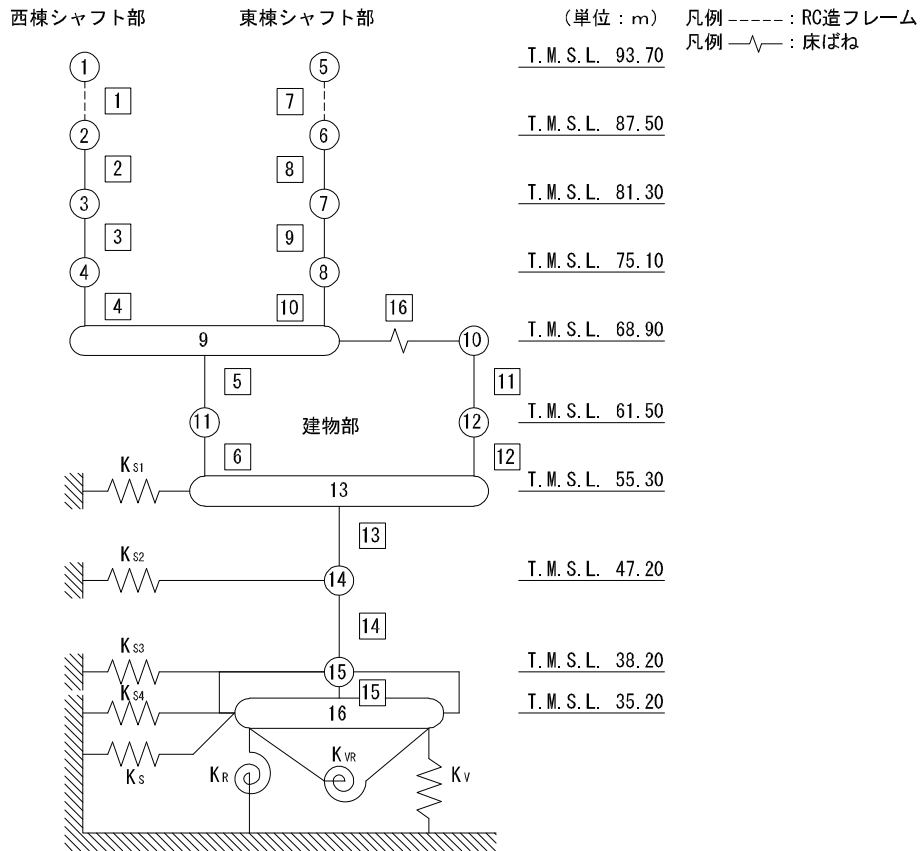 西棟シャフト部 東棟シャフト部 (単位:m) 凡例 ------:RC造フレーム
凡例 :床ばね
1 5 T.M.S.L. 93.70
1 7
2 6 T.M.S.L. 87.50
2 8
3 7 T.M.S.L. 81.30
3 9
4 8 T.M.S.L. 75.10
4 10 16
9 10 T.M.S.L. 68.90
5 11
11 建物部 12 T.M.S.L. 61.50
6 12
KS1 13 T.M.S.L. 55.30
13
KS2 14 T.M.S.L. 47.20
14
KS3 15 T.M.S.L. 38.20
KS4 15
16 T.M.S.L. 35.20
KS KR KVR KV